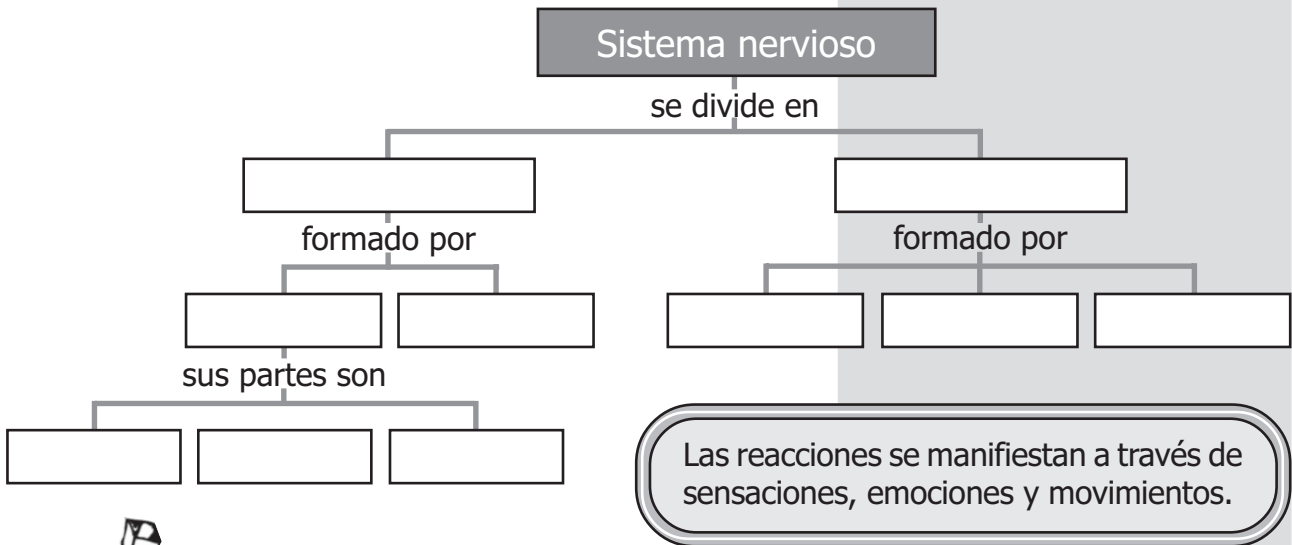 Sistema nervioso
se divide en
formado por
formado por
sus partes son
Las reacciones se manifiestan a través de
sensaciones, emociones y movimientos.